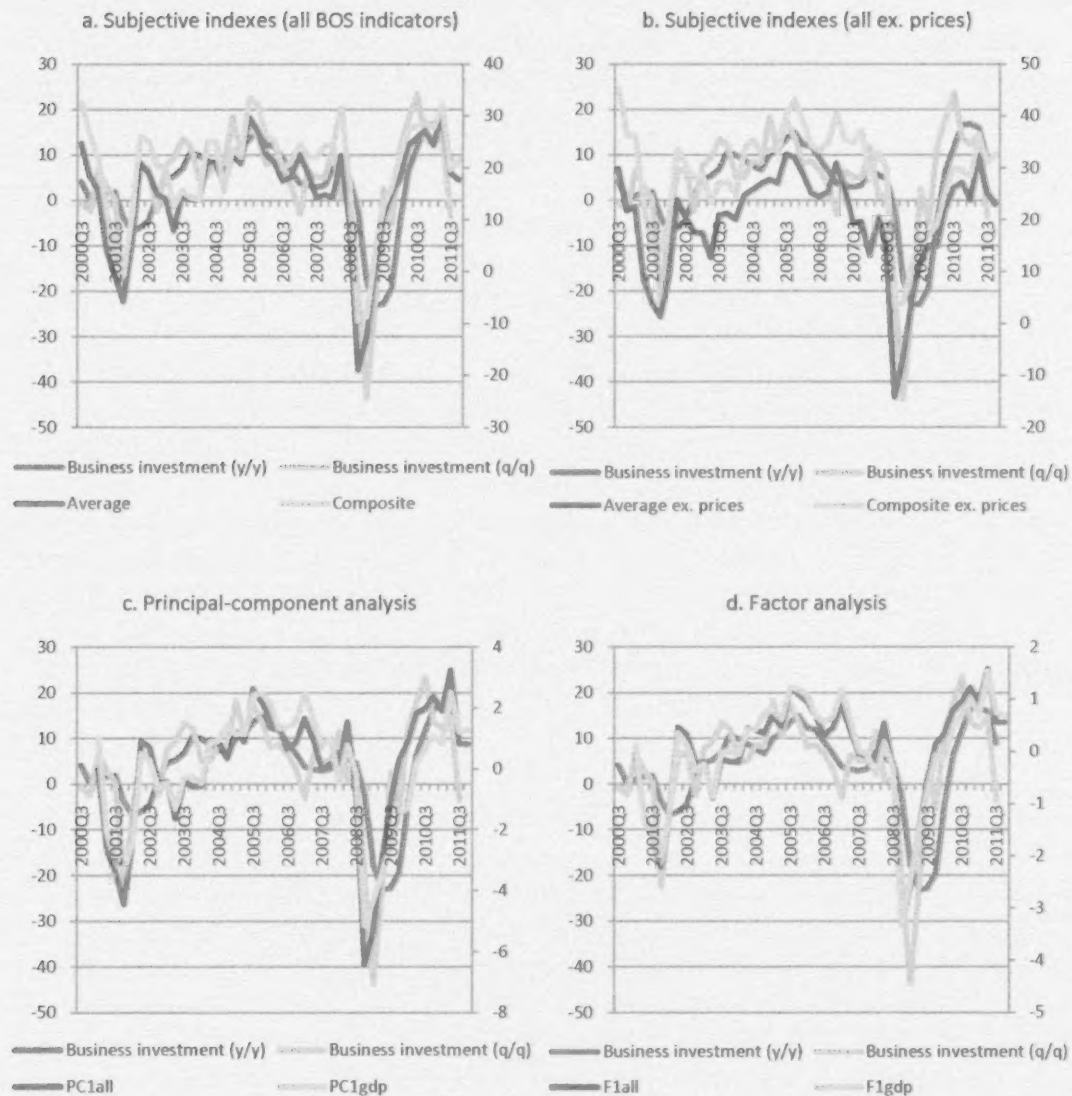 a. Subjective indexes (all BOS indicators)
30
20
10
0
-10
-20
-30
-40
-50
40
30
20
10
0
-10
-20
-30
2000Q3
2001Q3
2002Q3
2003Q3
2004Q3
2005Q3
2006Q3
2007Q3
2008Q3
2009Q3
2010Q3
2011Q3
Business investment (y/y) Business investment (q/q)
Average Composite
b. Subjective indexes (all ex. prices)
30
20
10
0
-10
-20
-30
-40
-50
50
40
30
20
10
0
-10
-20
2000Q3
2001Q3
2002Q3
2003Q3
2004Q3
2005Q3
2006Q3
2007Q3
2008Q3
2009Q3
2010Q3
2011Q3
Business investment (y/y) Business investment (q/q)
Average ex. prices Composite ex. prices
c. Principal-component analysis
30
20
10
0
-10
-20
-30
-40
-50
4
2
0
-2
-4
-6
-8
2000Q3
2001Q3
2002Q3
2003Q3
2004Q3
2005Q3
2006Q3
2007Q3
2008Q3
2009Q3
2010Q3
2011Q3
Business investment (y/y) Business investment (q/q)
PC1all PC1gdp
d. Factor analysis
30
20
10
0
-10
-20
-30
-40
-50
2
1
0
-1
-2
-3
-4
-5
2000Q3
2001Q3
2002Q3
2003Q3
2004Q3
2005Q3
2006Q3
2007Q3
2008Q3
2009Q3
2010Q3
2011Q3
Business investment (y/y) Business investment (q/q)
F1all F1gdp